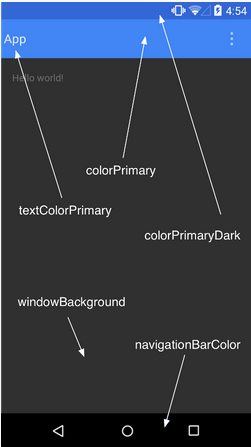 4:54
App
Hello world!
colorPrimary
textColorPrimary
colorPrimaryDark
windowBackground
navigationBarColor